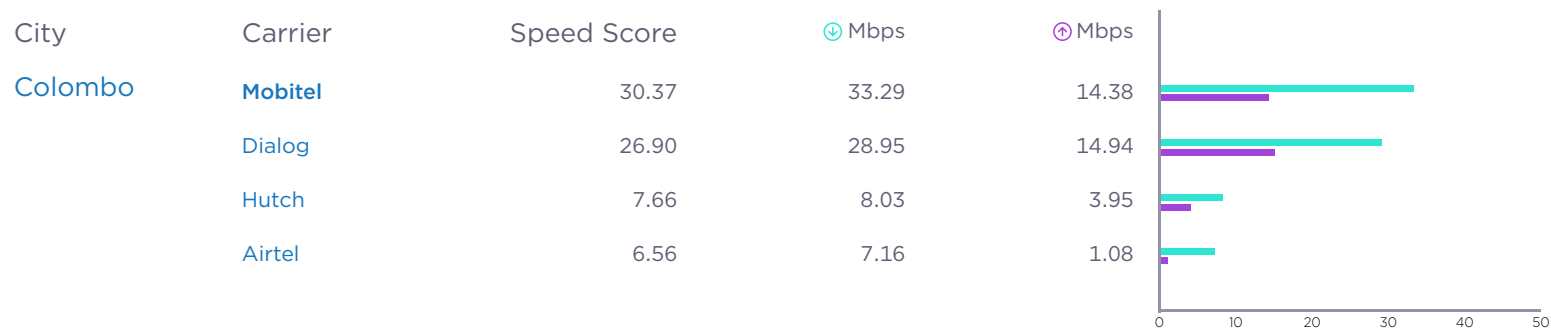 City Carrier Speed Score Mbps Mbps
Colombo Mobitel 30.37 33.29 14.38
Dialog 26.90 28.95 14.94
Hutch 7.66 8.03 3.95
Airtel 6.56 7.16 1.08
0 10 20 30 40 50